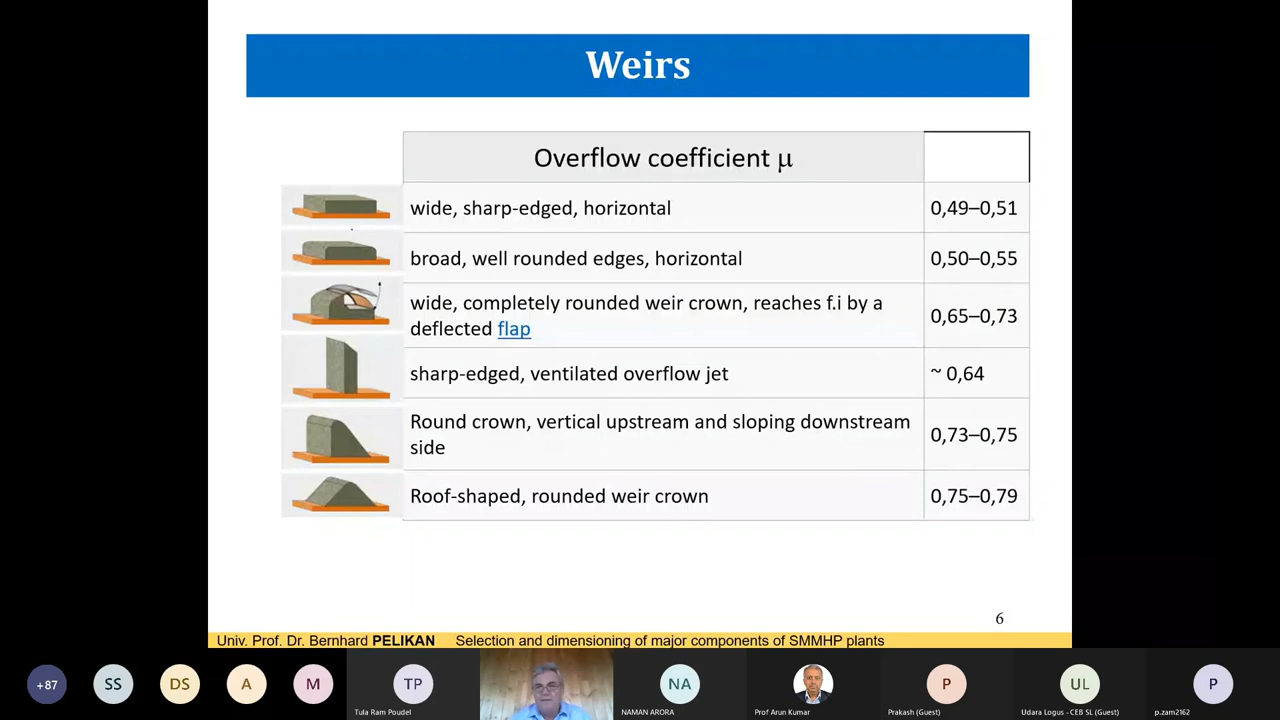 Weirs
Overflow coefficient μ
wide, sharp-edged, horizontal 0,49–0,51
broad, well rounded edges, horizontal 0,50–0,55
wide, completely rounded weir crown, reaches f.i by a
deflected flap 0,65–0,73
sharp-edged, ventilated overflow jet ~ 0,64
Round crown, vertical upstream and sloping downstream
side 0,73–0,75
Roof-shaped, rounded weir crown 0,75–0,79
6
Univ. Prof. Dr. Bernhard PELIKAN Selection and dimensioning of major components of SMMHP plants
+87 SS DS A M TP NA P UL P
Tula Ram Poudel NAMAN ARORA Prof Arun Kumar Prakash (Guest) Udara Logus - CEB SL (Guest) p.zam2162